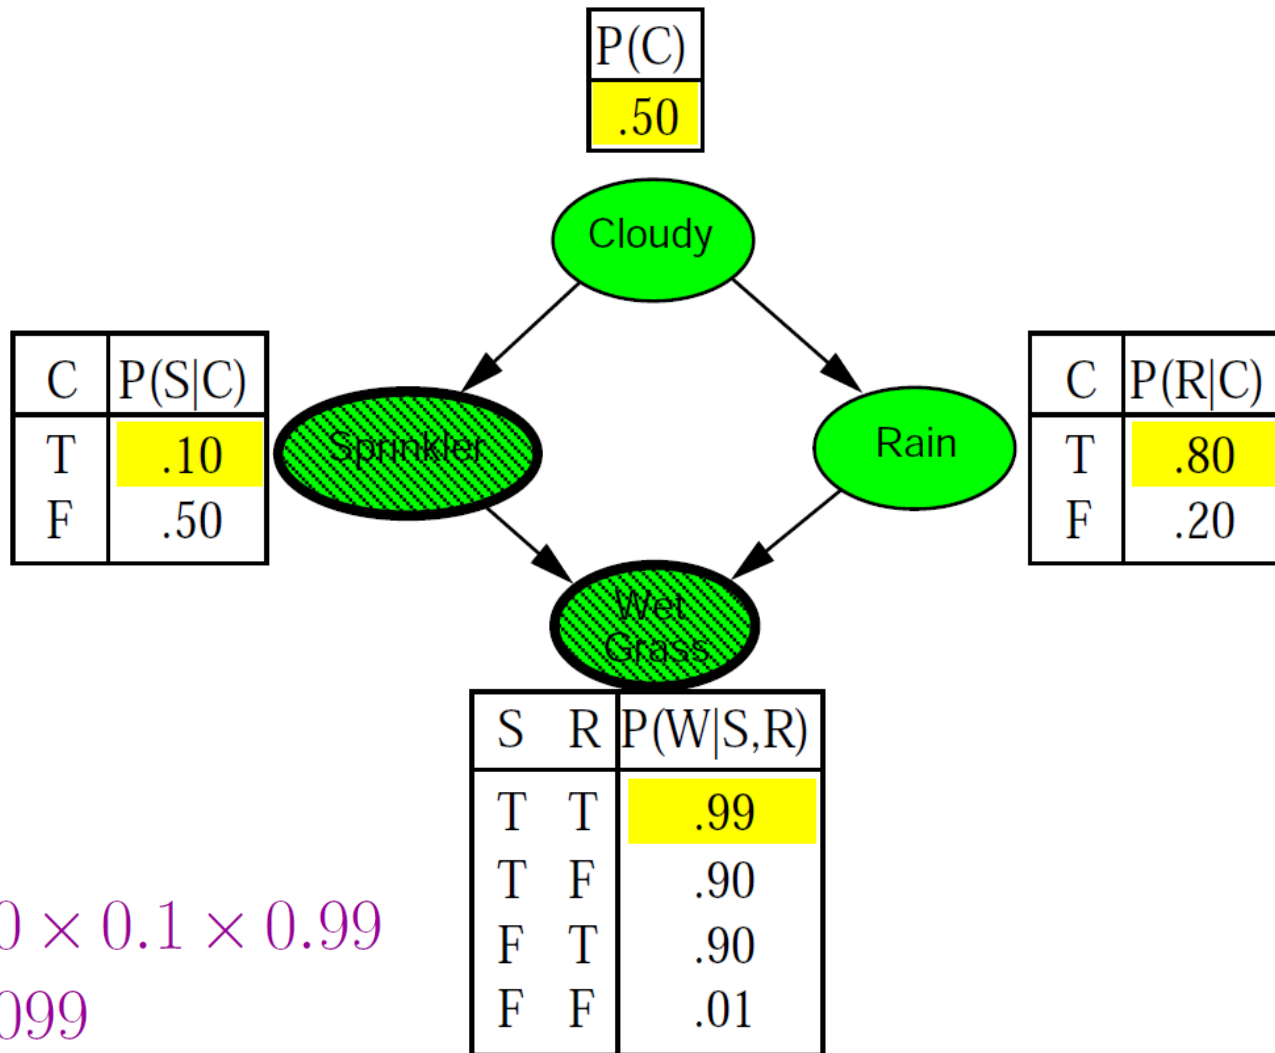 P(C)
.50
Cloudy
C P(S|C)
T .10
F .50
Sprinkler
Rain
C P(R|C)
T .80
F .20
Wet
Grass
S R P(W|S,R)
T T .99
T F .90
F T .90
F F .01
0 × 0.1 × 0.99
099